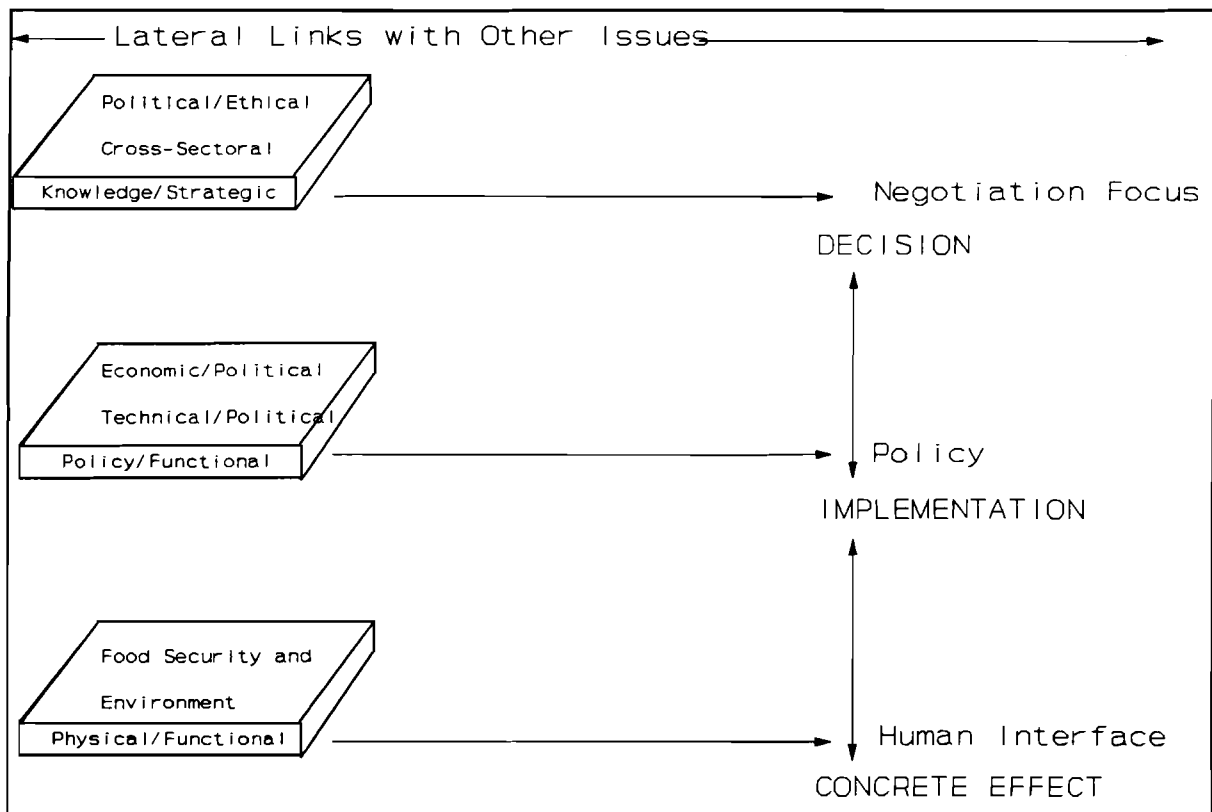 Lateral Links with Other Issues
Political/Ethical
Cross-Sectoral
Knowledge/Strategic
Negotiation Focus
DECISION
Economic/Political
Technical/Political
Policy/Functional
Policy
IMPLEMENTATION
Food Security and
Environment
Physical/Functional
Human Interface
CONCRETE EFFECT